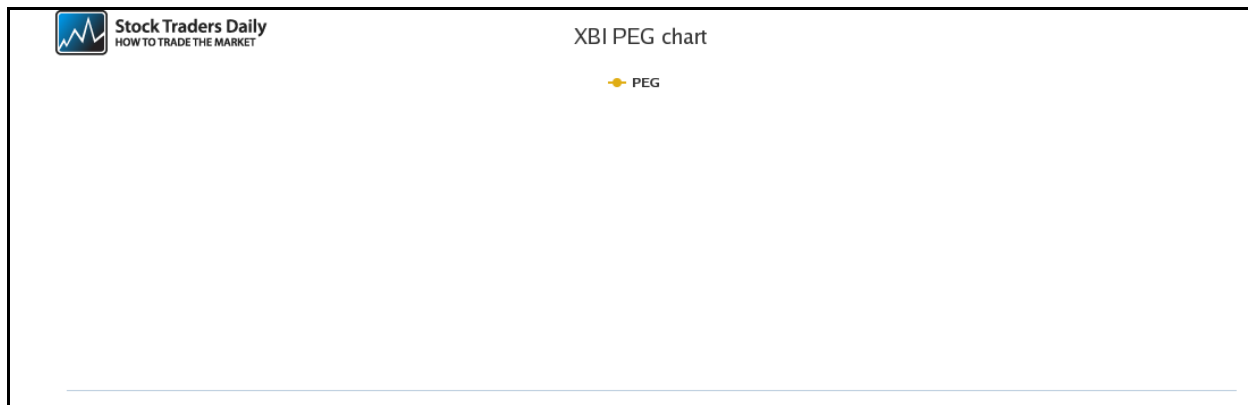 Stock Traders Daily
HOW TO TRADE THE MARKET
XBI PEG chart
PEG